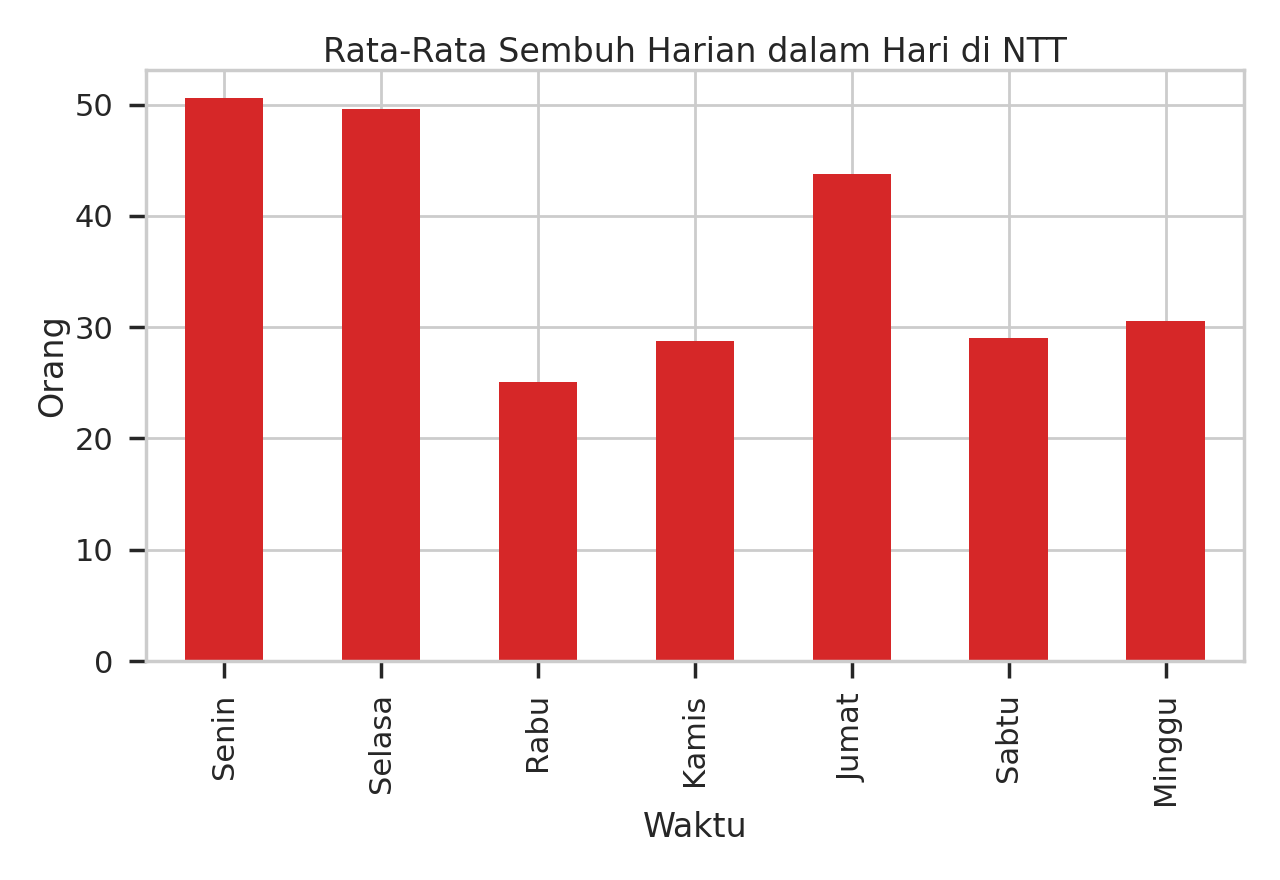 Rata-Rata Sembuh Harian dalam Hari di NTT
Orang
50
40
30
20
10
0
Senin
Selasa
Rabu
Kamis
Jumat
Sabtu
Minggu
Waktu